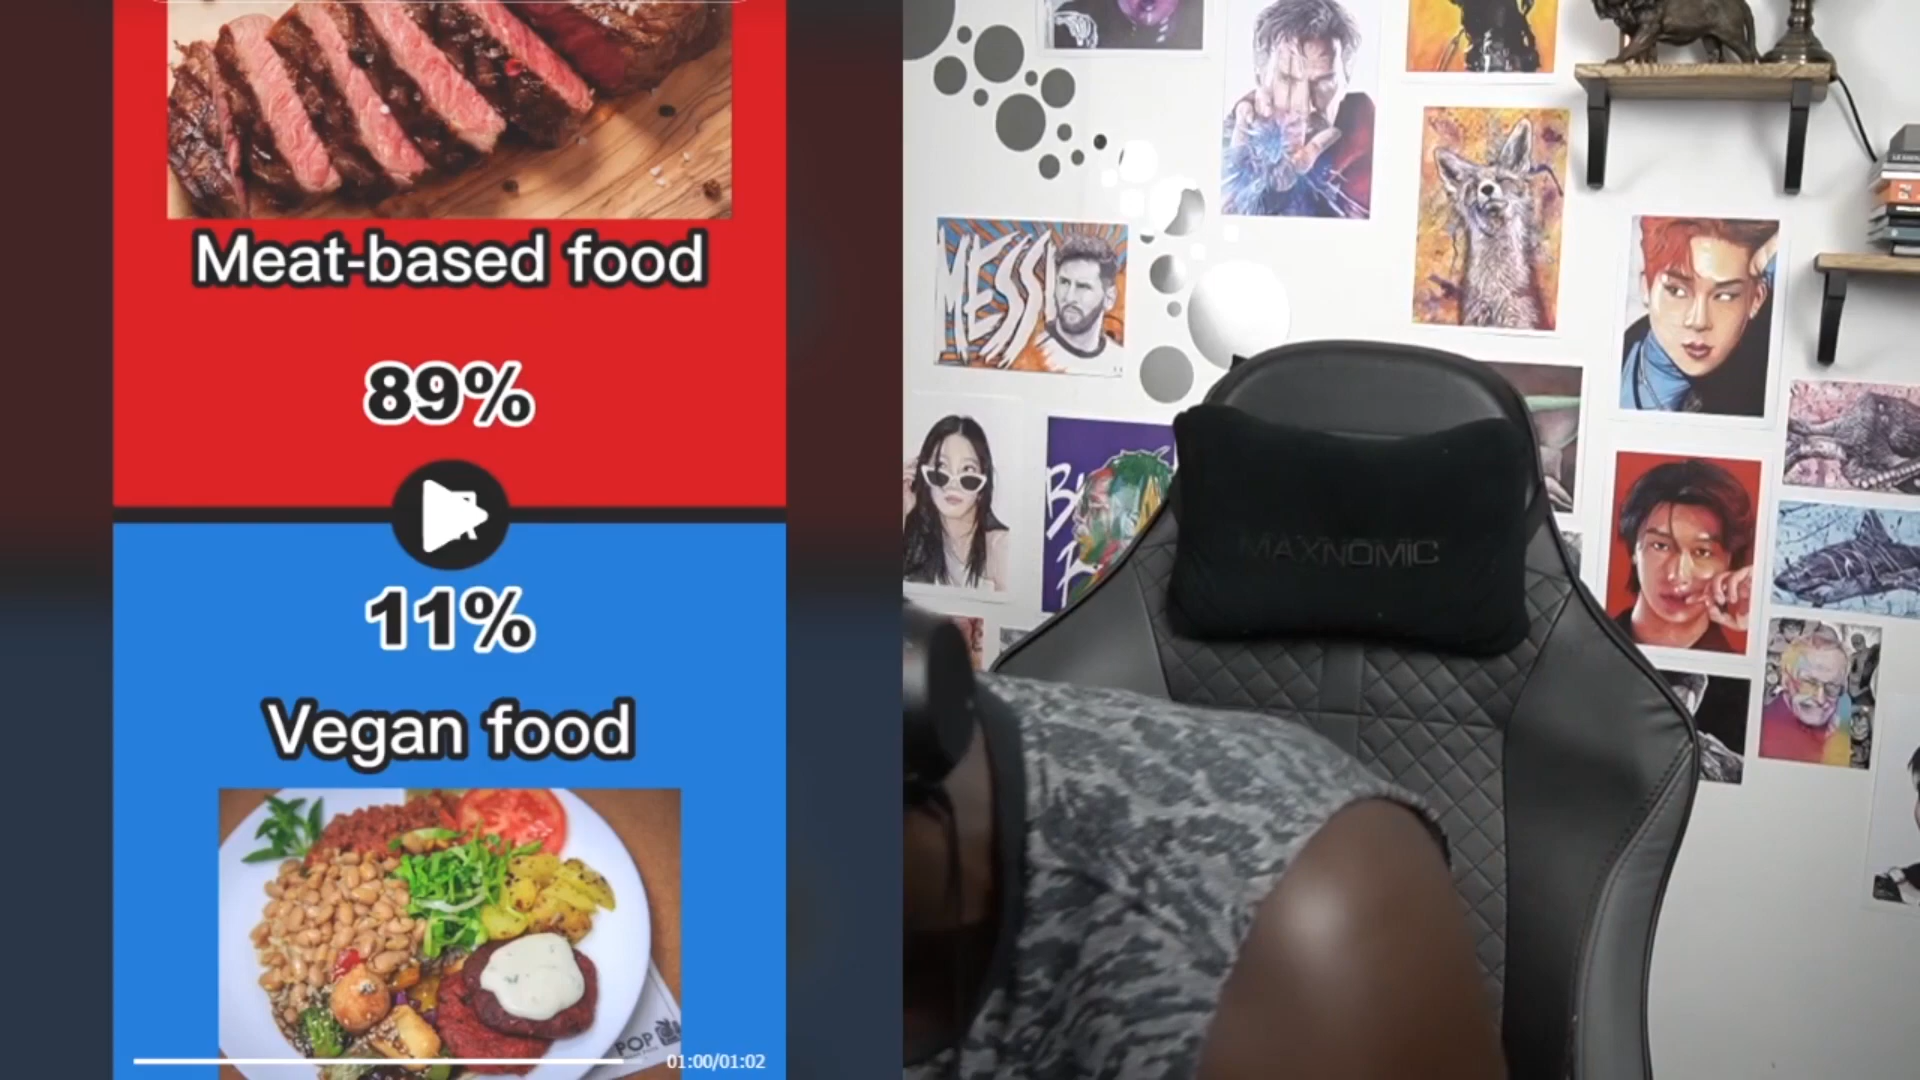 Meat-based food
89%
11%
Vegan food
POP
01:00/01:02
MESSI
MAXNOMIC